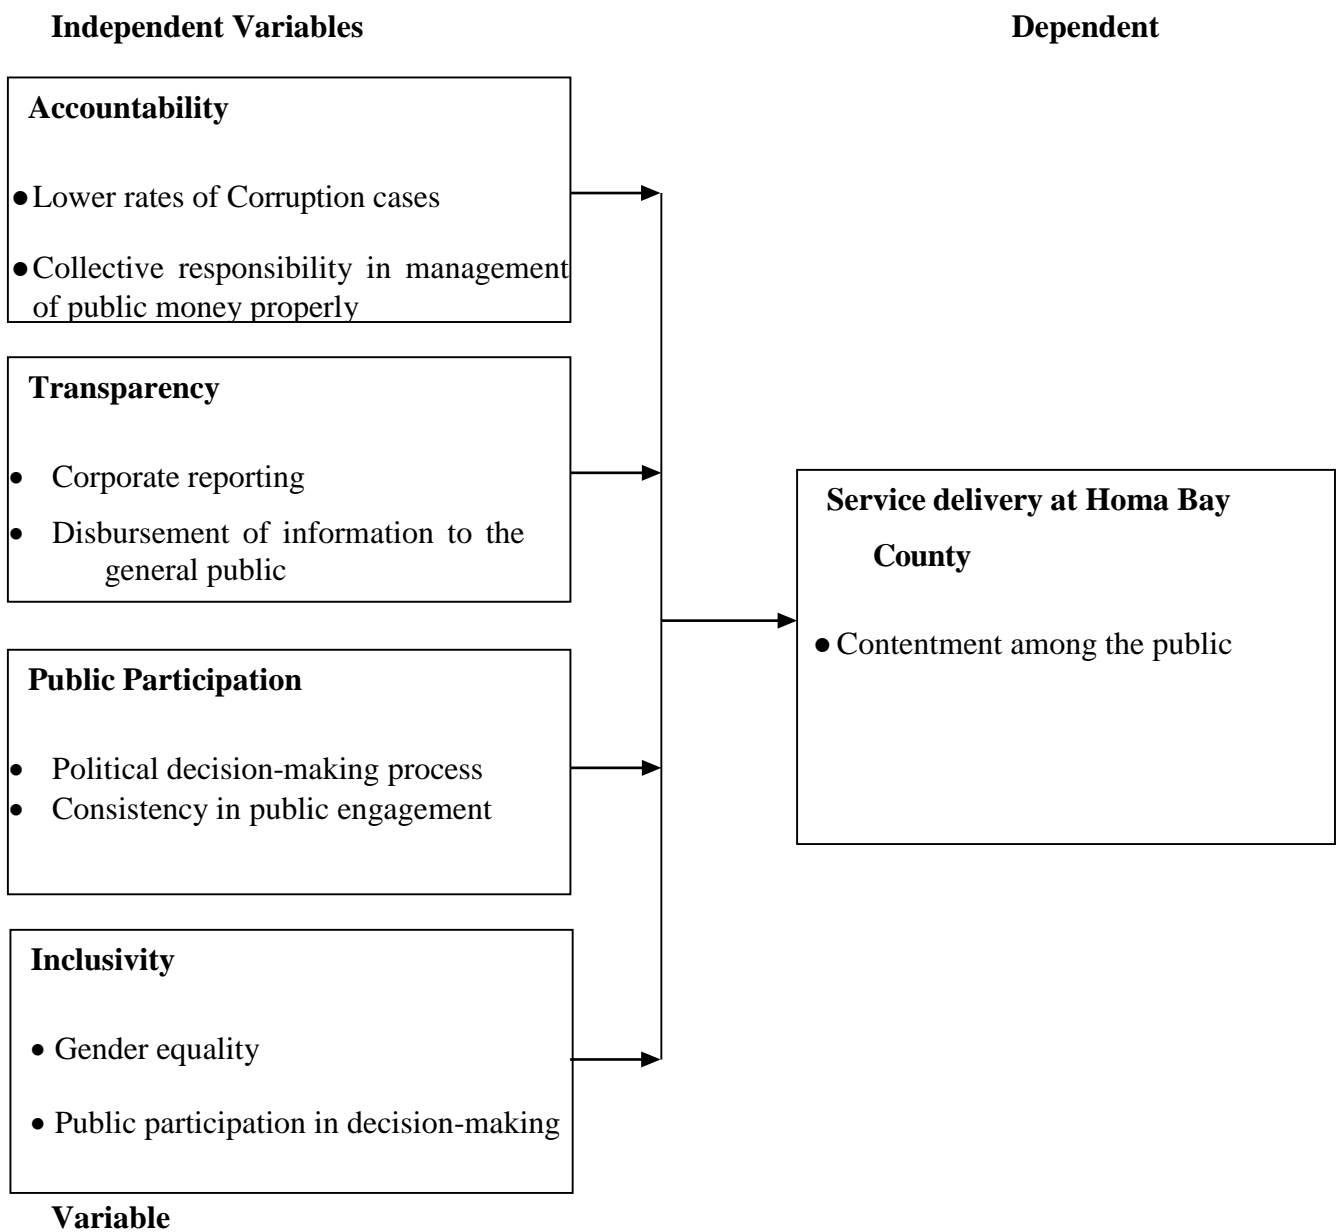 Independent Variables
Dependent
Accountability
●Lower rates of Corruption cases
●Collective responsibility in management
of public money properly
Transparency
● Corporate reporting
● Disbursement of information to the
general public
Public Participation
● Political decision-making process
● Consistency in public engagement
Inclusivity
● Gender equality
● Public participation in decision-making
Service delivery at Homa Bay
County
● Contentment among the public
Variable